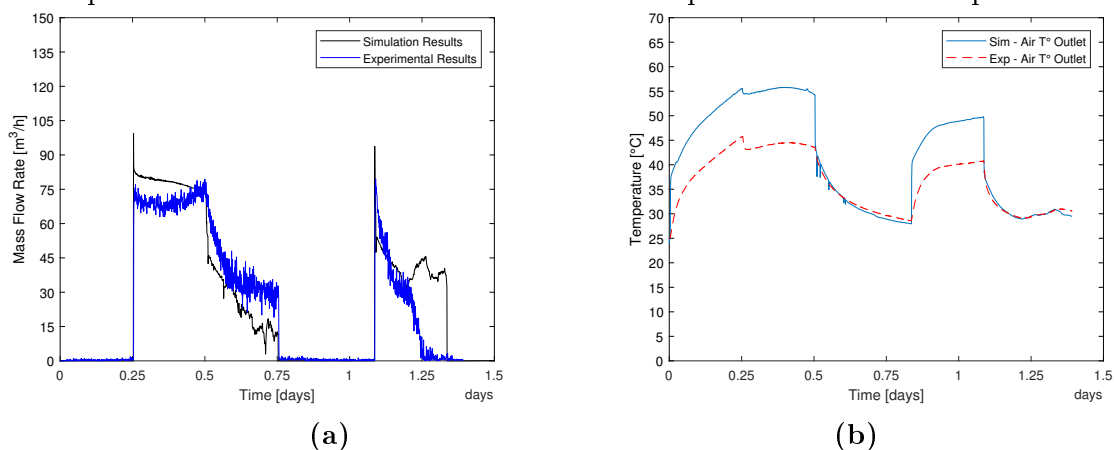 150
135
120
105
90
75
60
45
30
15
0
Mass Flow Rate [m³/h]
Simulation Results
Experimental Results
0 0.25 0.5 0.75 1 1.25 1.5
Time [days]
days
(a)
70
65
60
55
50
45
40
35
30
25
20
15
10
5
0
Temperature [°C]
Sim - Air T° Outlet
Exp - Air T° Outlet
0 0.25 0.5 0.75 1 1.25 1.5
Time [days]
days
(b)